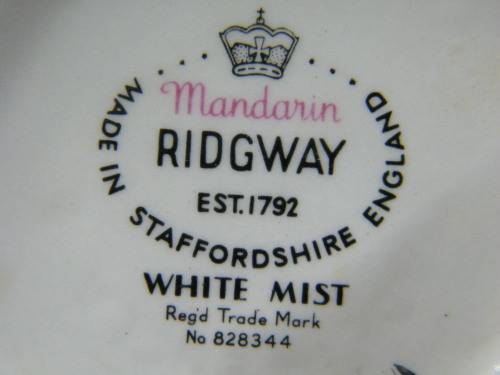 Mandarin
RIDGWAY
EST.1792
MADE IN STAFFORDSHIRE ENGLAND
WHITE MIST
Reg'd Trade Mark
No 828344